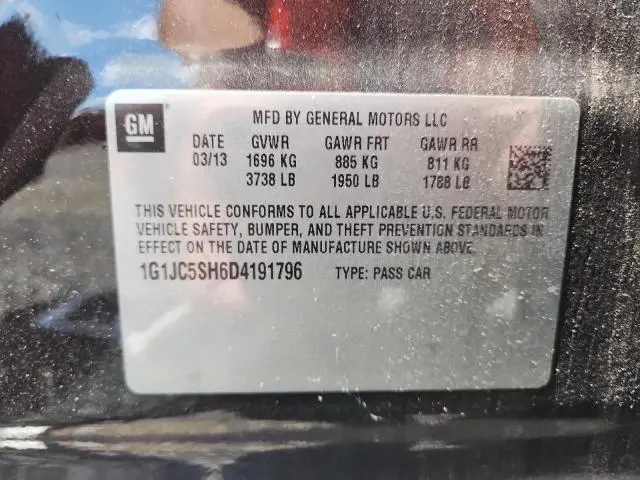 GM
MFD BY GENERAL MOTORS LLC
DATE GVWR GAWR FRT GAWR RR
03/13 1696 KG 885 KG 811 KG
3738 LB 1950 LB 1788 LB
THIS VEHICLE CONFORMS TO ALL APPLICABLE U.S. FEDERAL MOTOR
VEHICLE SAFETY, BUMPER, AND THEFT PREVENTION STANDARDS IN
EFFECT ON THE DATE OF MANUFACTURE SHOWN ABOVE.
1G1JC5SH6D4191796 TYPE: PASS CAR